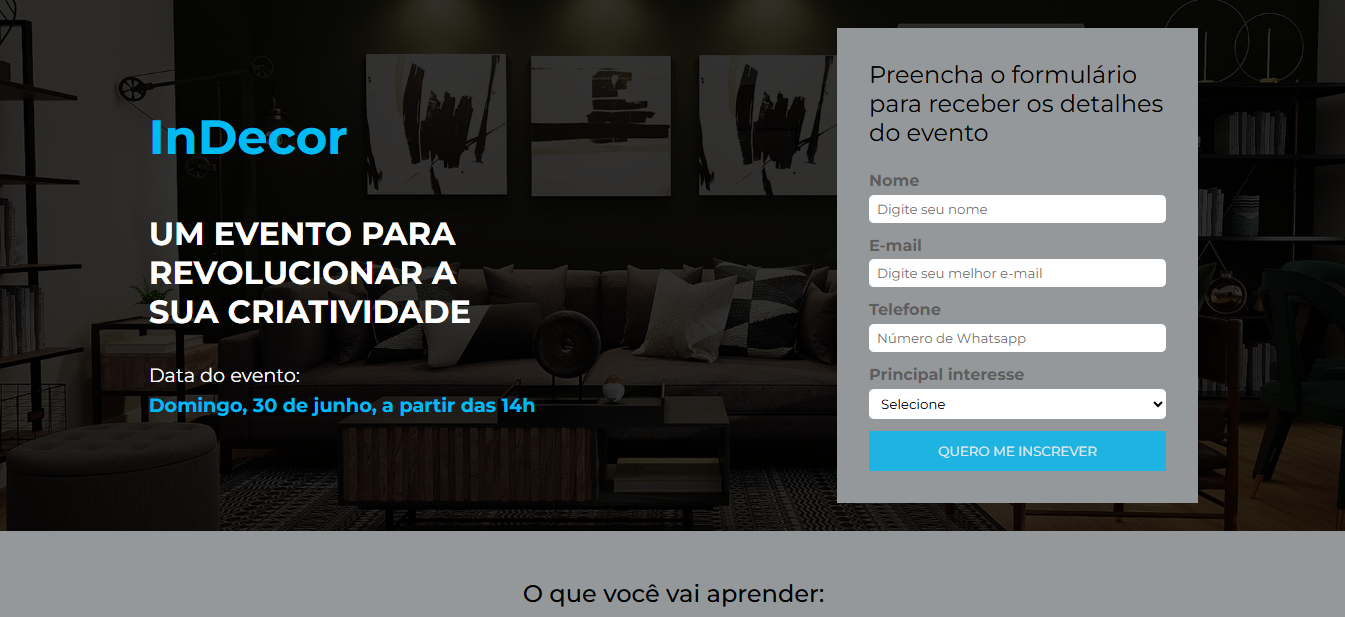 InDecor
UM EVENTO PARA
REVOLUCIONAR A
SUA CRIATIVIDADE
Data do evento:
Domingo, 30 de junho, a partir das 14h
Preencha o formulário
para receber os detalhes
do evento
Nome
Digite seu nome
E-mail
Digite seu melhor e-mail
Telefone
Número de Whatsapp
Principal interesse
Selecione
QUERO ME INSCREVER
O que você vai aprender: